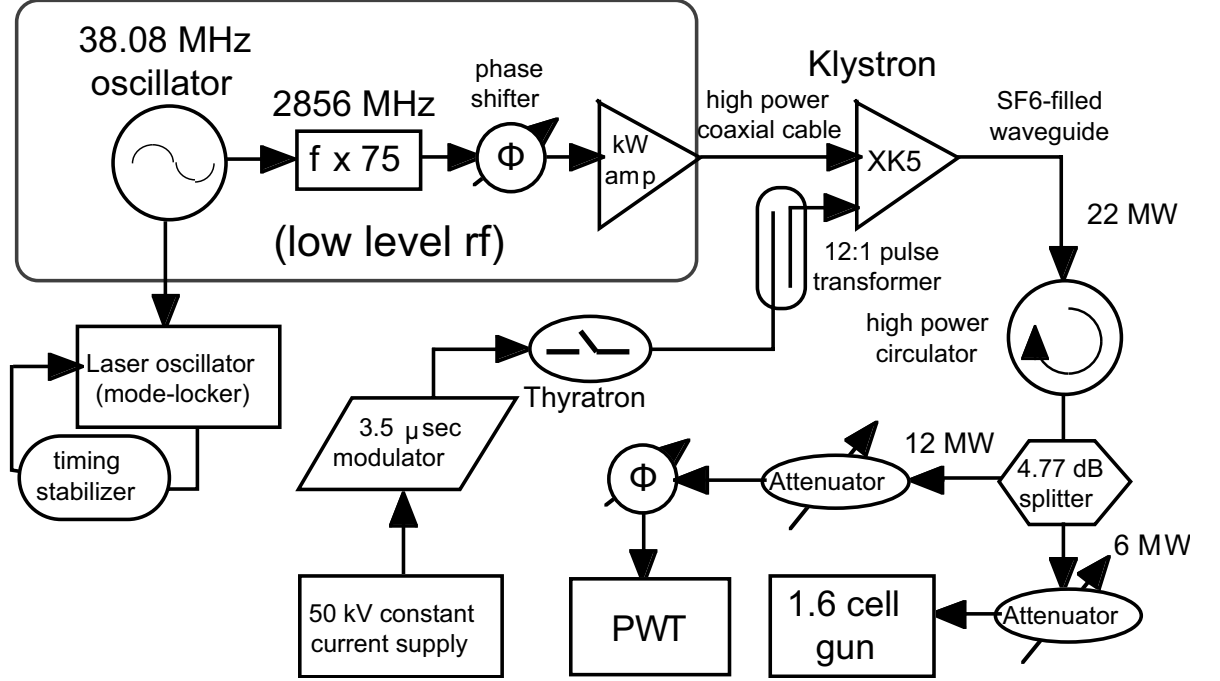 38.08 MHz
oscillator
2856 MHz
f x 75
phase
shifter
Φ
kW
amp
(low level rf)
high power
coaxial cable
Klystron
XK5
SF6-filled
waveguide
22 MW
12:1 pulse
transformer
high power
circulator
Laser oscillator
(mode-locker)
timing
stabilizer
Thyratron
3.5 μsec
modulator
50 kV constant
current supply
Φ
PWT
Attenuator
12 MW
4.77 dB
splitter
6 MW
Attenuator
1.6 cell
gun